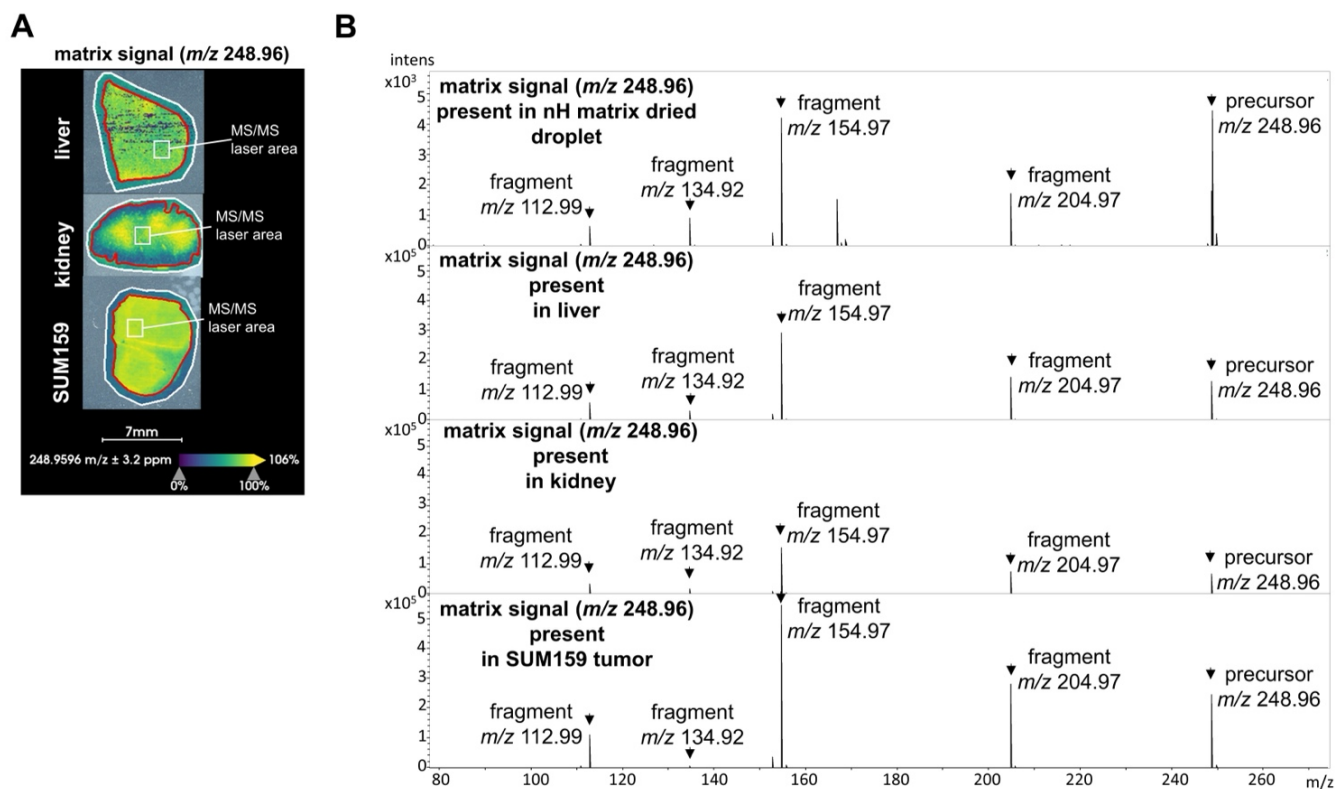 A
matrix signal (m/z 248.96)
liver
MS/MS
laser area
kidney
MS/MS
laser area
SUM159
MS/MS
laser area
7mm
248.9596 m/z ± 3.2 ppm
106%
0%
100%
B
intens
x10³
5
4
3
2
1
0
matrix signal (m/z 248.96)
present in nH matrix dried
droplet
fragment
m/z 112.99
fragment
m/z 134.92
fragment
m/z 154.97
fragment
m/z 204.97
precursor
m/z 248.96
x10⁵
5
4
3
2
1
0
matrix signal (m/z 248.96)
present
in liver
fragment
m/z 112.99
fragment
m/z 134.92
fragment
m/z 154.97
fragment
m/z 204.97
precursor
m/z 248.96
x10⁵
5
4
3
2
1
0
matrix signal (m/z 248.96)
present
in kidney
fragment
m/z 112.99
fragment
m/z 134.92
fragment
m/z 154.97
fragment
m/z 204.97
precursor
m/z 248.96
x10⁵
5
4
3
2
1
0
matrix signal (m/z 248.96)
present
in SUM159 tumor
fragment
m/z 112.99
fragment
m/z 134.92
fragment
m/z 154.97
fragment
m/z 204.97
precursor
m/z 248.96
80 100 120 140 160 180 200 220 240 260 m/z